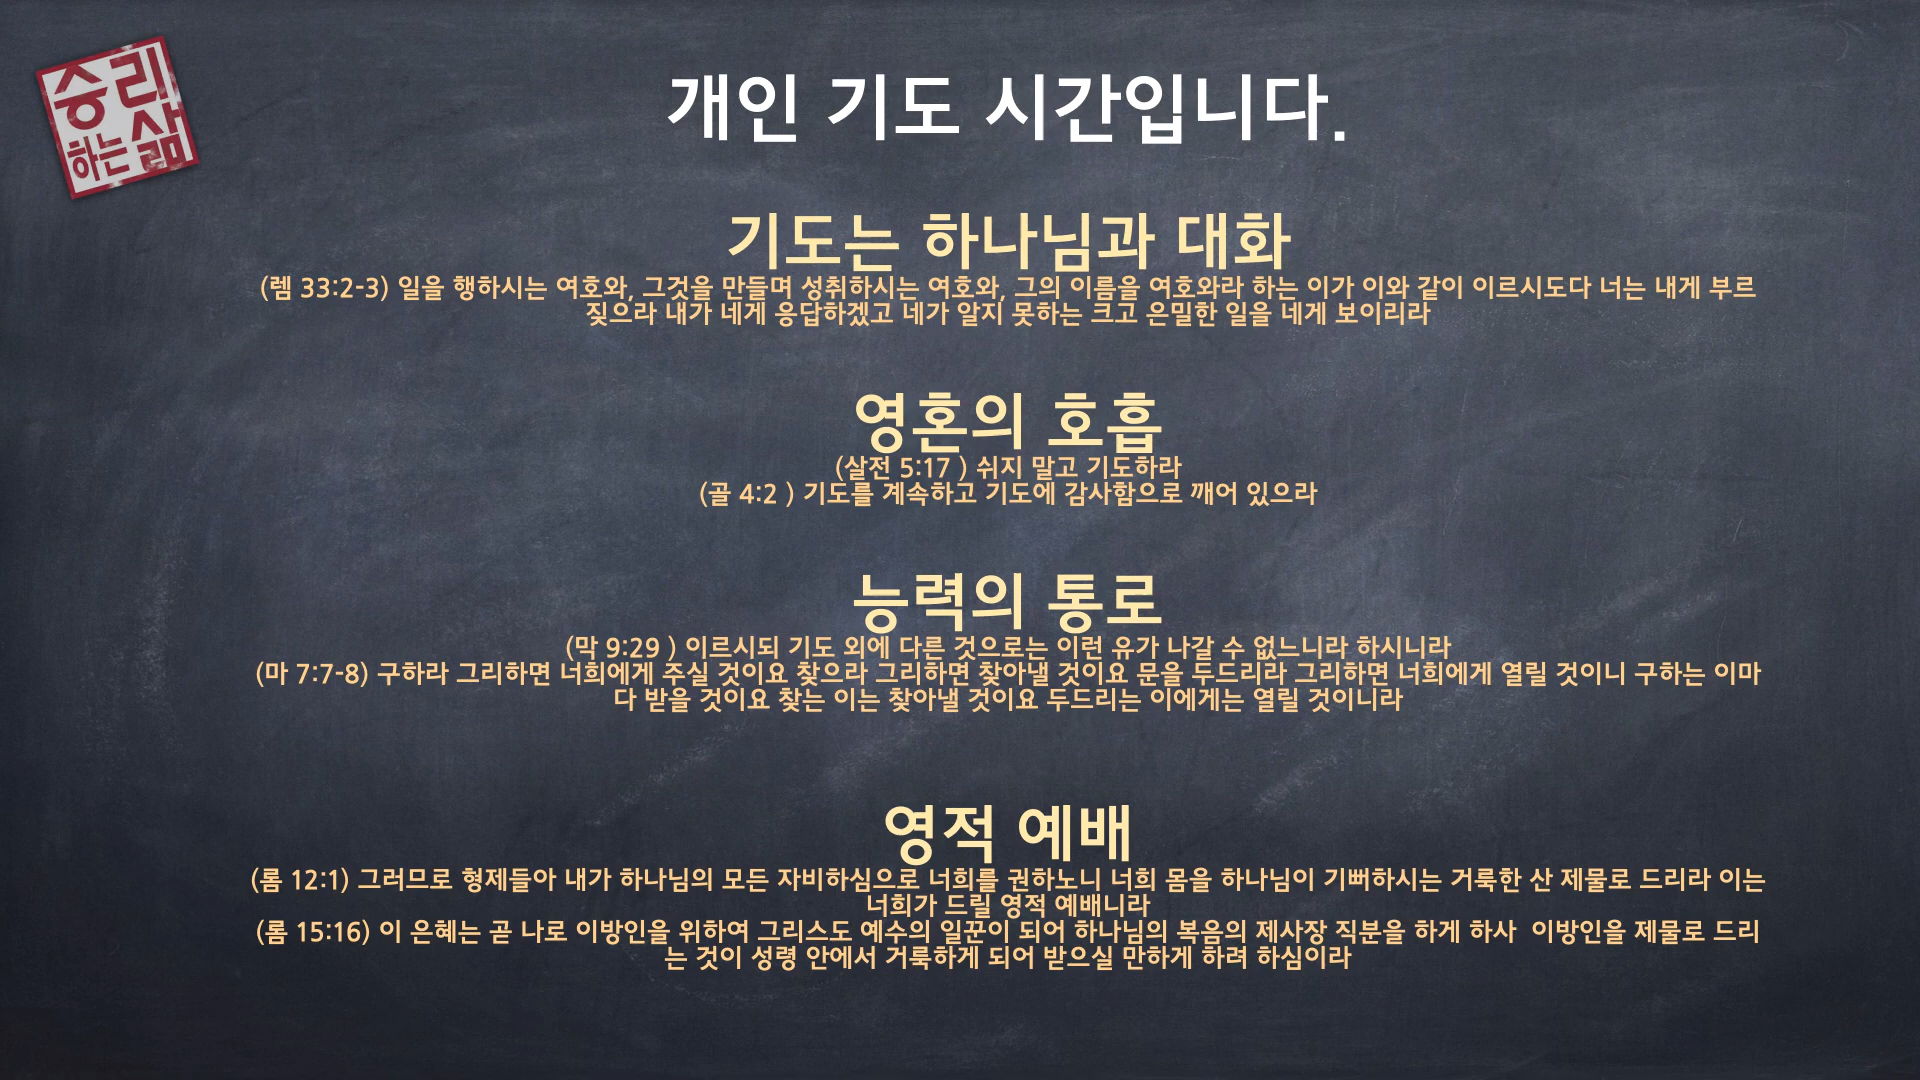 승리
하는 삶
개인 기도 시간입니다.
기도는 하나님과 대화
(렘 33:2-3) 일을 행하시는 여호와, 그것을 만들며 성취하시는 여호와, 그의 이름을 여호와라 하는 이가 이와 같이 이르시도다 너는 내게 부르
짖으라 내가 네게 응답하겠고 네가 알지 못하는 크고 은밀한 일을 네게 보이리라
영혼의 호흡
(살전 5:17 ) 쉬지 말고 기도하라
(골 4:2 ) 기도를 계속하고 기도에 감사함으로 깨어 있으라
능력의 통로
(막 9:29 ) 이르시되 기도 외에 다른 것으로는 이런 유가 나갈 수 없느니라 하시니라
(마 7:7-8) 구하라 그리하면 너희에게 주실 것이요 찾으라 그리하면 찾아낼 것이요 문을 두드리라 그리하면 너희에게 열릴 것이니 구하는 이마
다 받을 것이요 찾는 이는 찾아낼 것이요 두드리는 이에게는 열릴 것이니라
영적 예배
(롬 12:1) 그러므로 형제들아 내가 하나님의 모든 자비하심으로 너희를 권하노니 너희 몸을 하나님이 기뻐하시는 거룩한 산 제물로 드리라 이는
너희가 드릴 영적 예배니라
(롬 15:16) 이 은혜는 곧 나로 이방인을 위하여 그리스도 예수의 일꾼이 되어 하나님의 복음의 제사장 직분을 하게 하사  이방인을 제물로 드리
는 것이 성령 안에서 거룩하게 되어 받으실 만하게 하려 하심이라